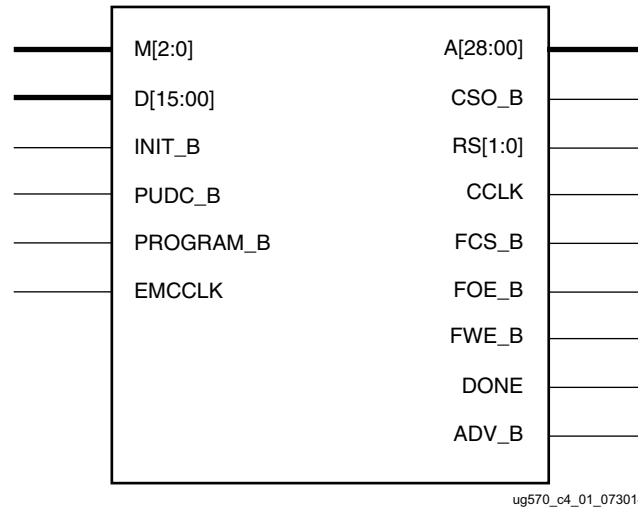 M[2:0] A[28:00]
D[15:00] CSO_B
INIT_B RS[1:0]
PUDC_B CCLK
PROGRAM_B FCS_B
EMCCLK FOE_B
FWE_B
DONE
ADV_B
ug570_c4_01_07301